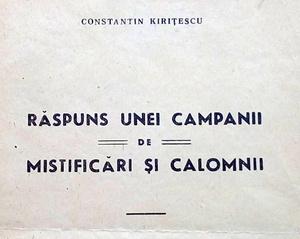 CONSTANTIN KIRIŢESCU
RĂSPUNS UNEI CAMPANII
DE
MISTIFICĂRI ŞI CALOMNII